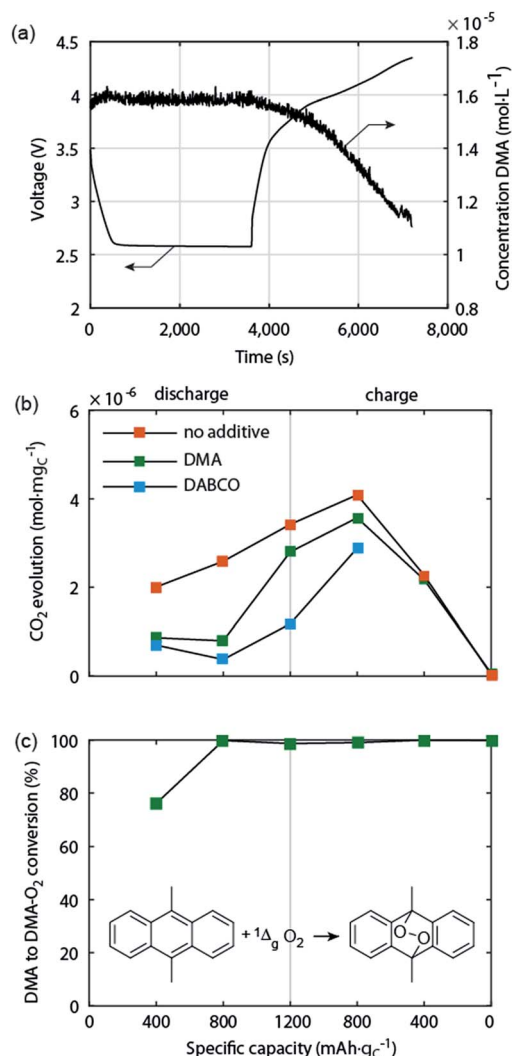 (a)
× 10⁻⁵
4.5
4
3.5
3
2.5
2
Voltage (V)
1.8
1.6
1.4
1.2
1
0.8
Concentration DMA (mol·L⁻¹)
0 2,000 4,000 6,000 8,000
Time (s)
(b)
× 10⁻⁶ discharge charge
6
4
2
0
CO₂ evolution (mol·mg_C⁻¹)
no additive
DMA
DABCO
(c)
100
80
60
40
20
0
DMA to DMA-O₂ conversion (%)
+ ¹Δg O₂
O
O
400 800 1200 800 400 0
Specific capacity (mAh·g_C⁻¹)